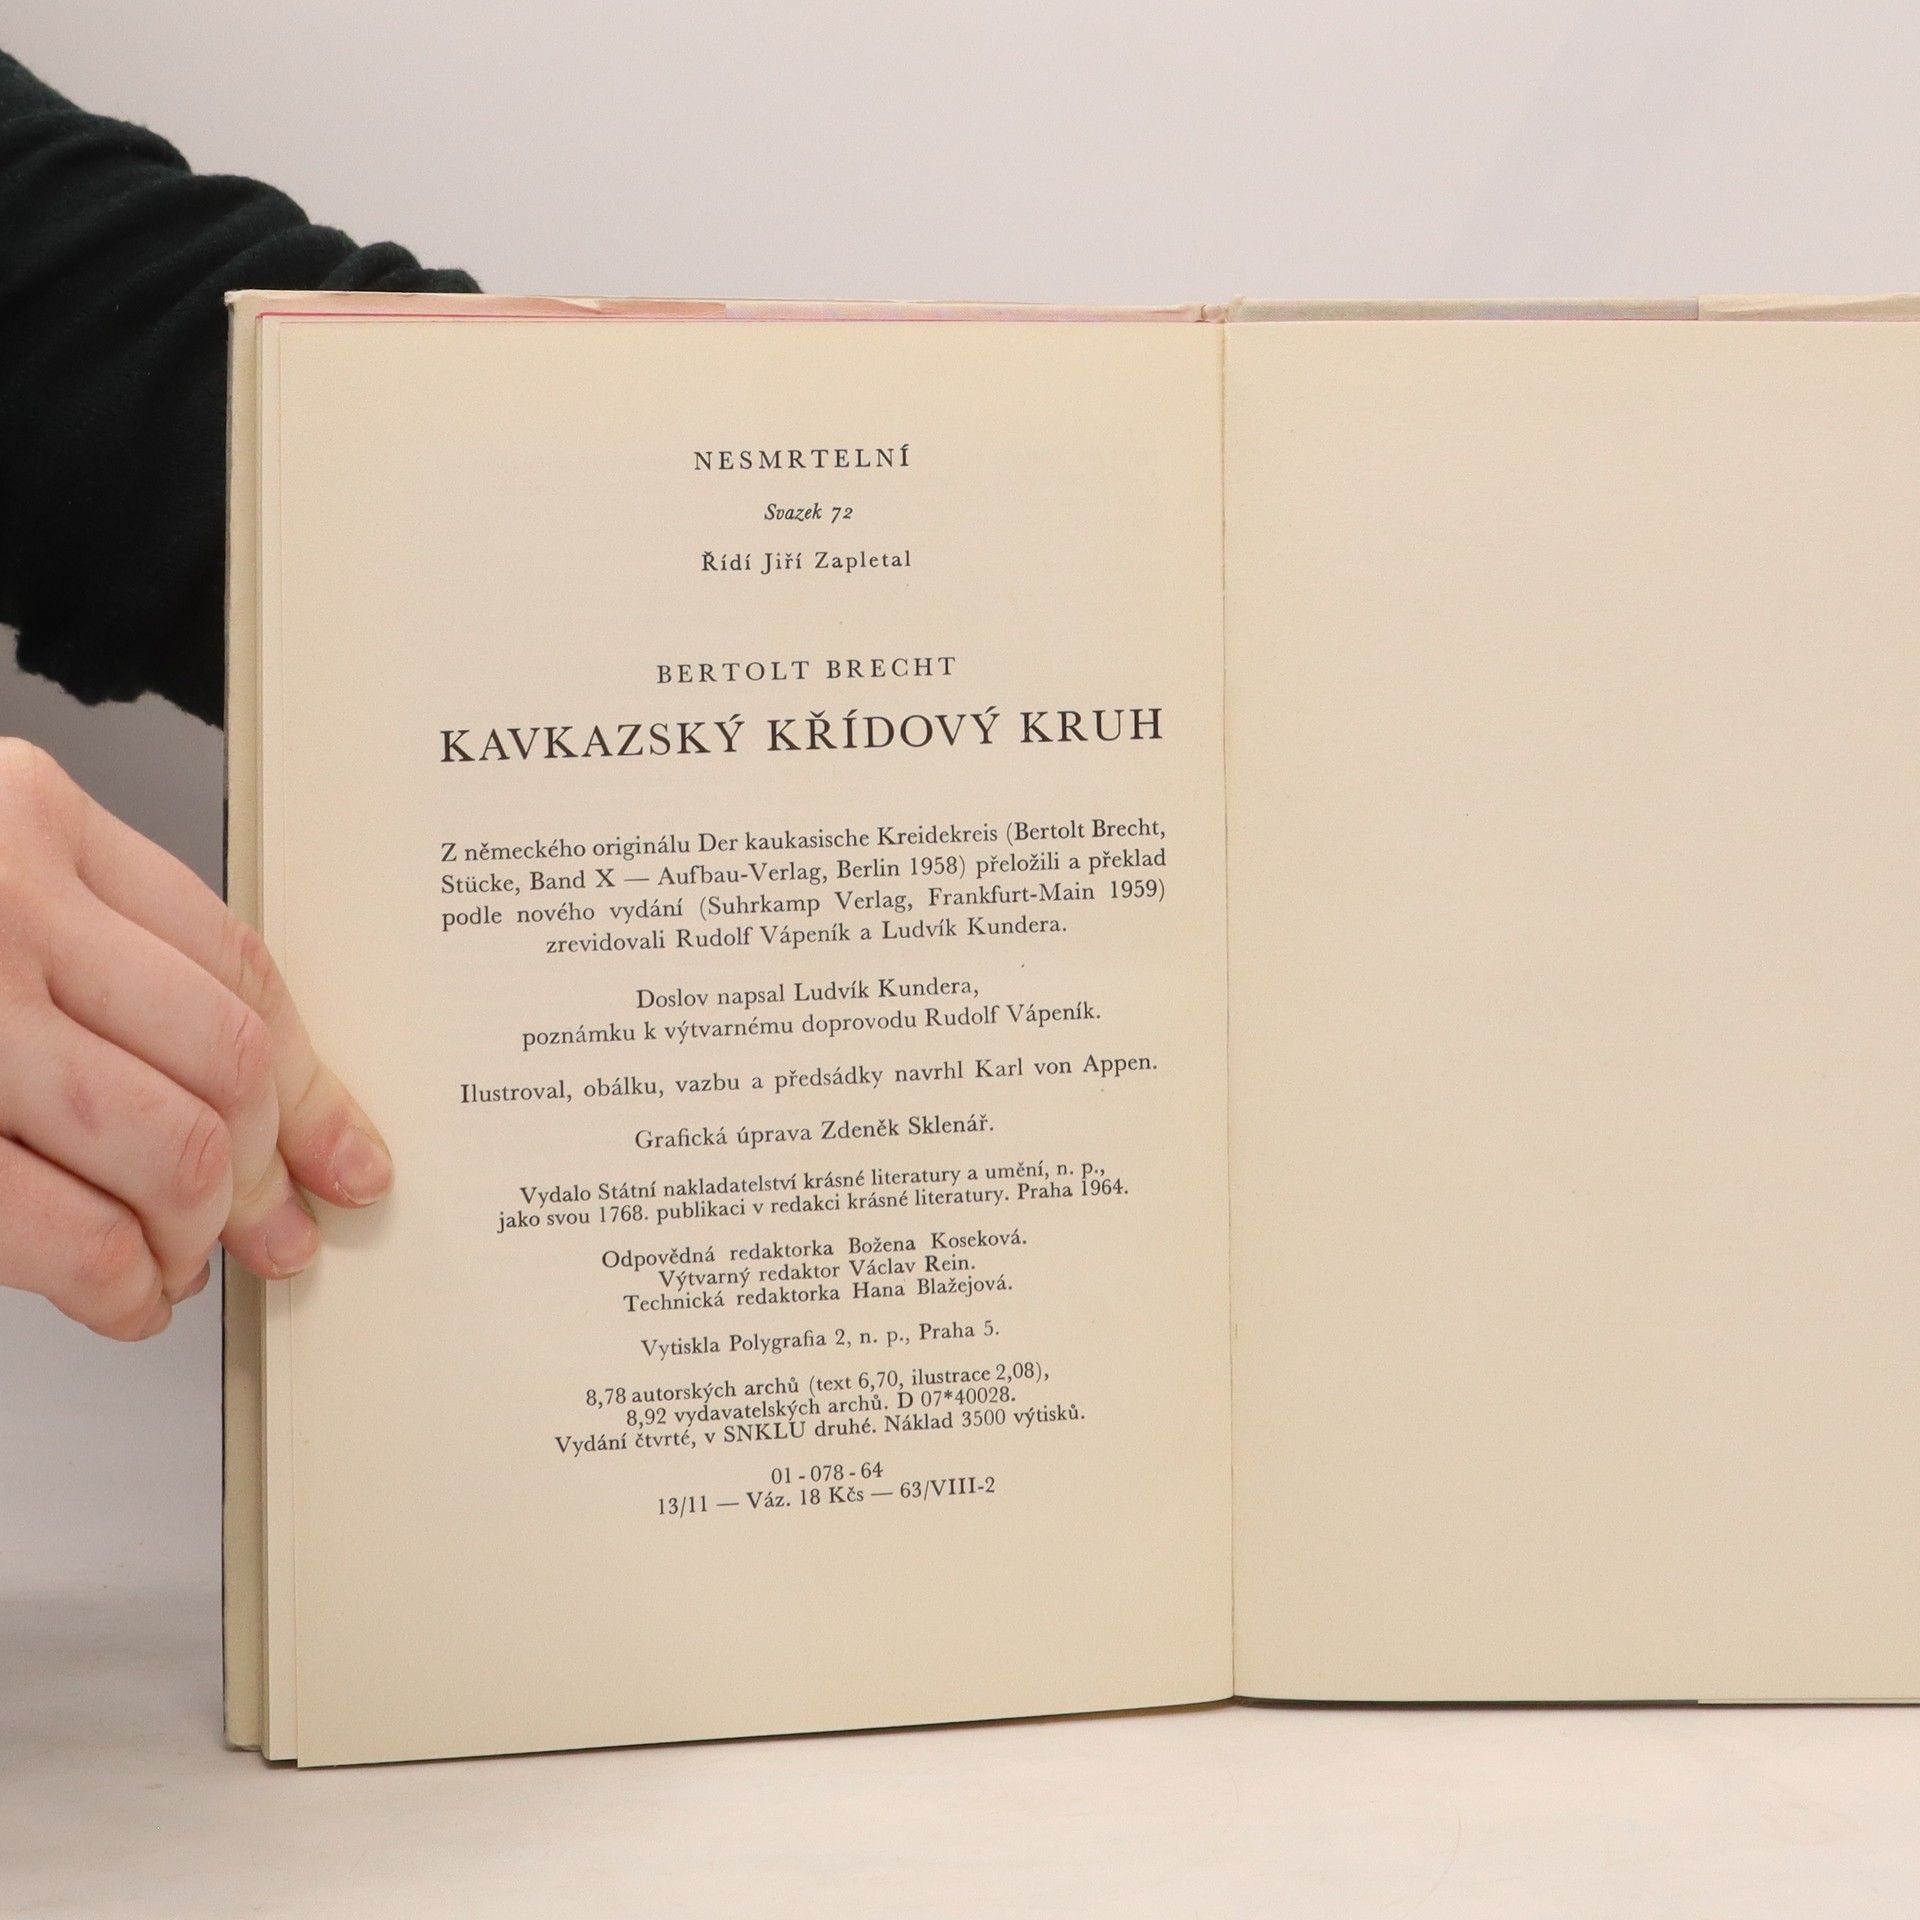 NESMRTELNÍ
Svazek 72
Řídí Jiří Zapletal
BERTOLT BRECHT
KAVKAZSKÝ KŘÍDOVÝ KRUH
Z německého originálu Der kaukasische Kreidekreis (Bertolt Brecht,
Stücke, Band X — Aufbau-Verlag, Berlin 1958) přeložili a překlad
podle nového vydání (Suhrkamp Verlag, Frankfurt-Main 1959)
zrevidovali Rudolf Vápeník a Ludvík Kundera.
Doslov napsal Ludvík Kundera,
poznámku k výtvarnému doprovodu Rudolf Vápeník.
Ilustroval, obálku, vazbu a předsádky navrhl Karl von Appen.
Grafická úprava Zdeněk Sklenář.
Vydalo Státní nakladatelství krásné literatury a umění, n. p.,
jako svou 1768. publikaci v redakci krásné literatury. Praha 1964.
Odpovědná redaktorka Božena Koseková.
Výtvarný redaktor Václav Rein.
Technická redaktorka Hana Blažejová.
Vytiskla Polygrafia 2, n. p., Praha 5.
8,78 autorských archů (text 6,70, ilustrace 2,08),
8,92 vydavatelských archů. D 07*40028.
Vydání čtvrté, v SNKLU druhé. Náklad 3500 výtisků.
01 - 078 - 64
13/11 — Váz. 18 Kčs — 63/VIII-2